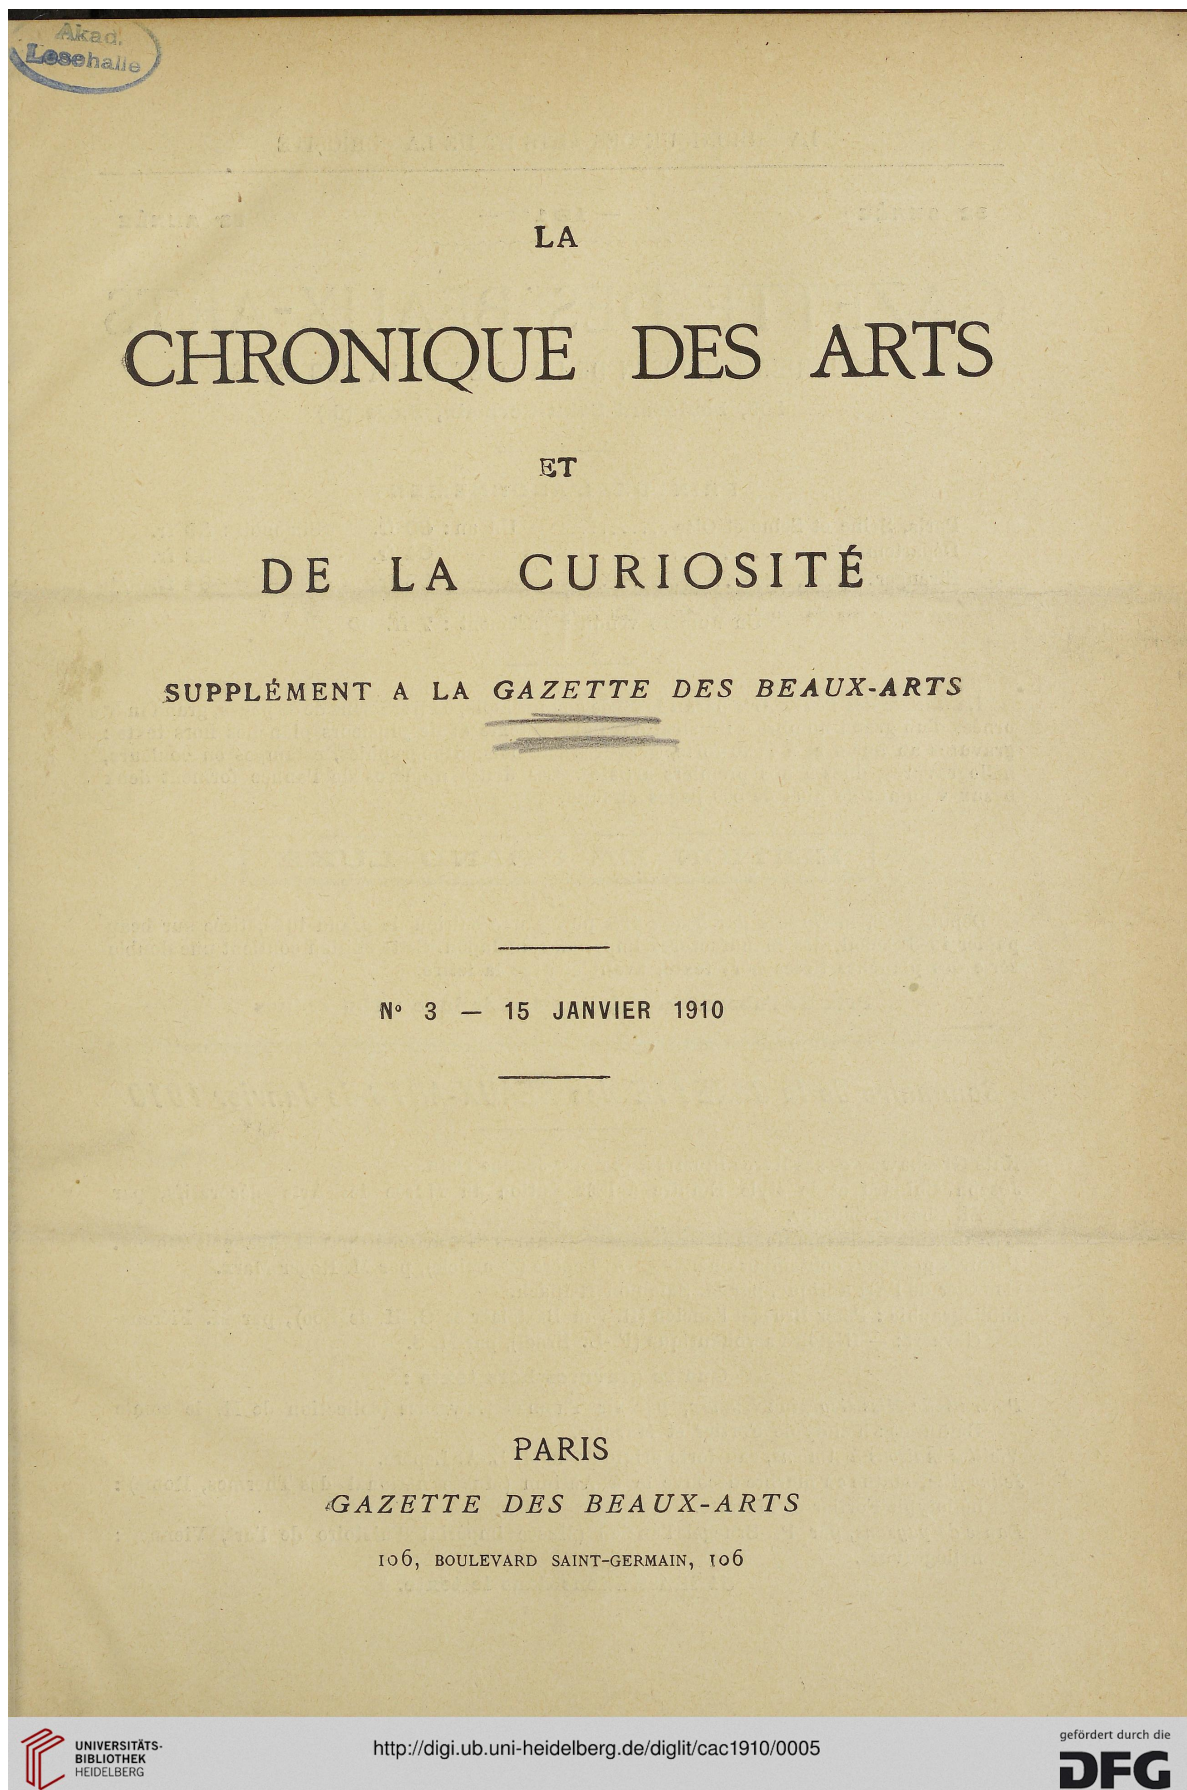 Akad.
Lesehalle
LA
CHRONIQUE DES ARTS
ET
DE LA CURIOSITÉ
SUPPLÉMENT A LA GAZETTE DES BEAUX-ARTS
Nº 3 — 15 JANVIER 1910
PARIS
GAZETTE DES BEAUX-ARTS
106, BOULEVARD SAINT-GERMAIN, 106
UNIVERSITÄTS-
BIBLIOTHEK
HEIDELBERG
http://digi.ub.uni-heidelberg.de/diglit/cac1910/0005
gefördert durch die
DFG